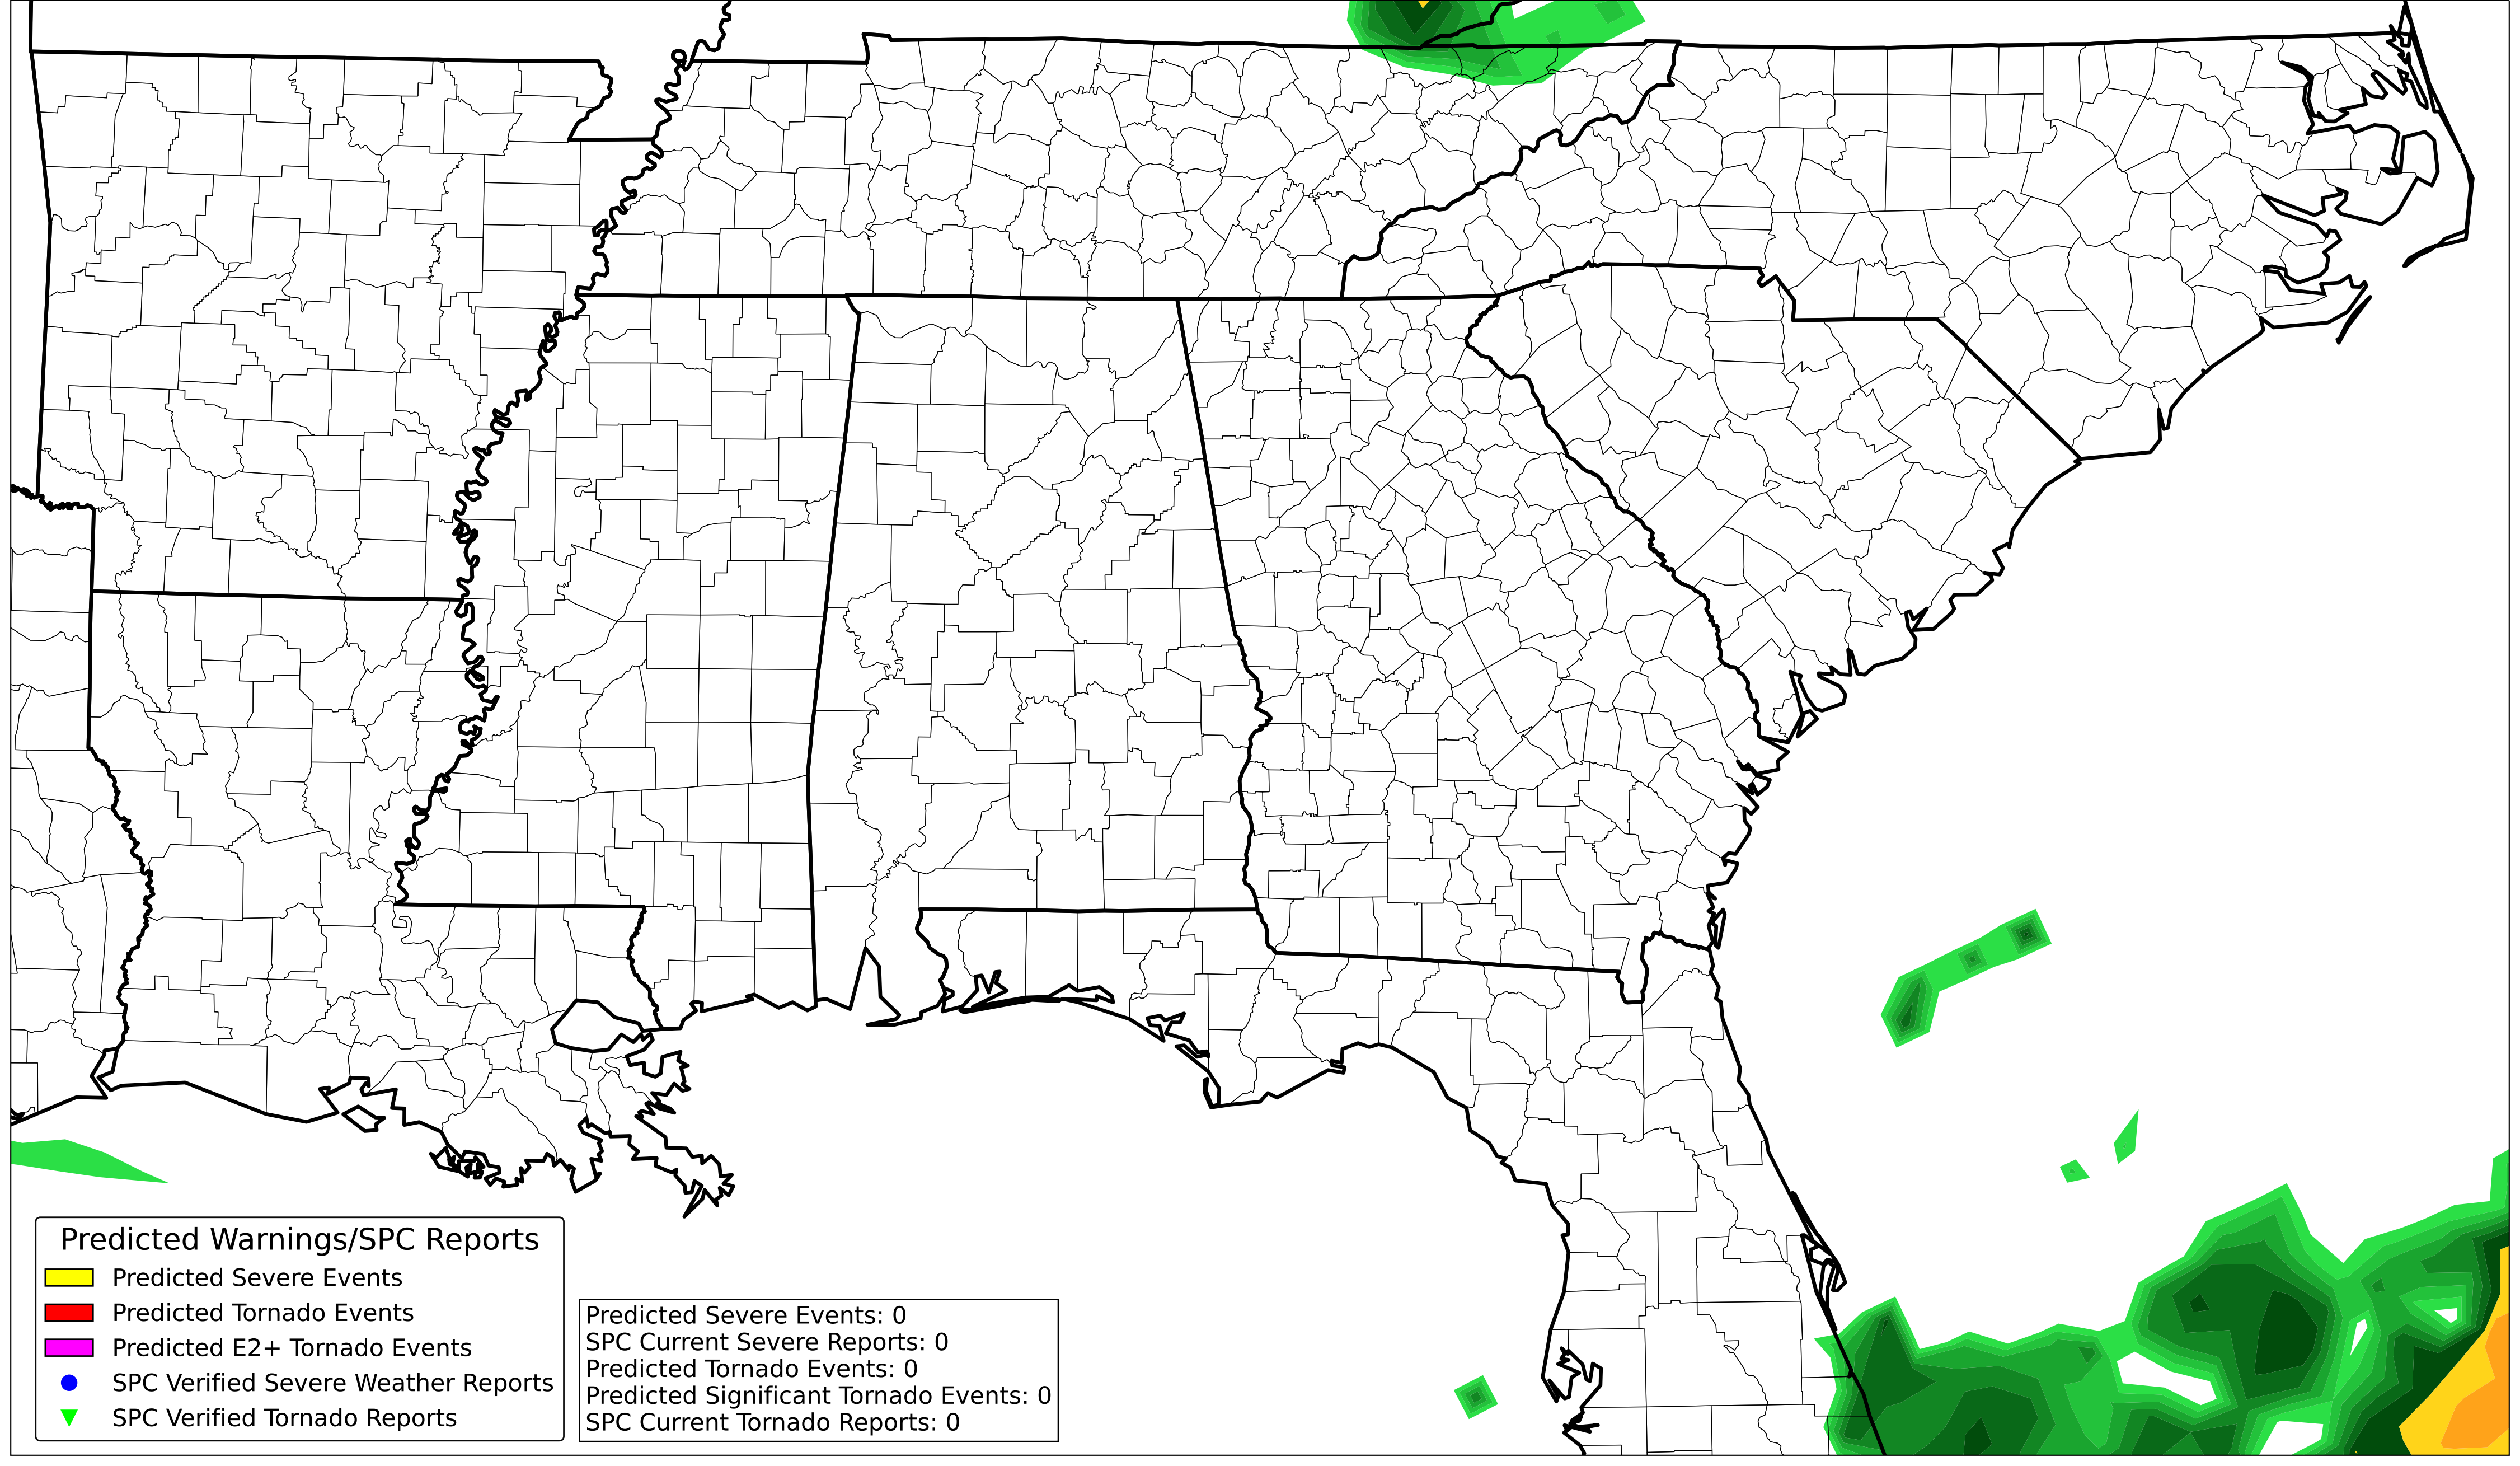 Predicted Warnings/SPC Reports
Predicted Severe Events
Predicted Tornado Events
Predicted E2+ Tornado Events
SPC Verified Severe Weather Reports
SPC Verified Tornado Reports
Predicted Severe Events: 0
SPC Current Severe Reports: 0
Predicted Tornado Events: 0
Predicted Significant Tornado Events: 0
SPC Current Tornado Reports: 0